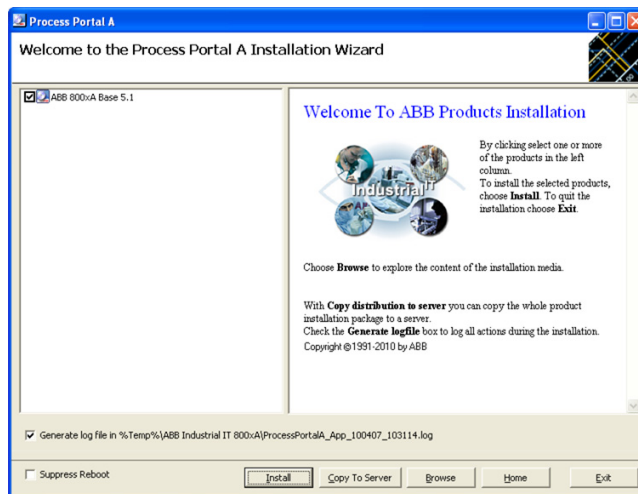 Process Portal A
Welcome to the Process Portal A Installation Wizard
ABB 800xA Base 5.1
Welcome To ABB Products Installation
By clicking select one or more
of the products in the left
column.
To install the selected products,
choose Install. To quit the
installation choose Exit.
Industrial IT
Choose Browse to explore the content of the installation media.
With Copy distribution to server you can copy the whole product
installation package to a server.
Check the Generate logfile box to log all actions during the installation.
Copyright ©1991-2010 by ABB
Generate log file in %Temp%\ABB Industrial IT 800xA\ProcessPortalA_App_100407_103114.log
Suppress Reboot
Install
Copy To Server
Browse
Home
Exit